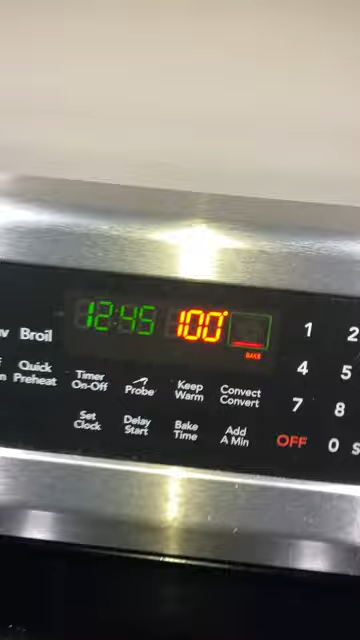 12:45 100°
BAKE
Broil
Quick Preheat
Timer On-Off
Probe
Keep Warm
Convect Convert
Set Clock
Delay Start
Bake Time
Add A Min
1 2
4 5
7 8
OFF 0 S